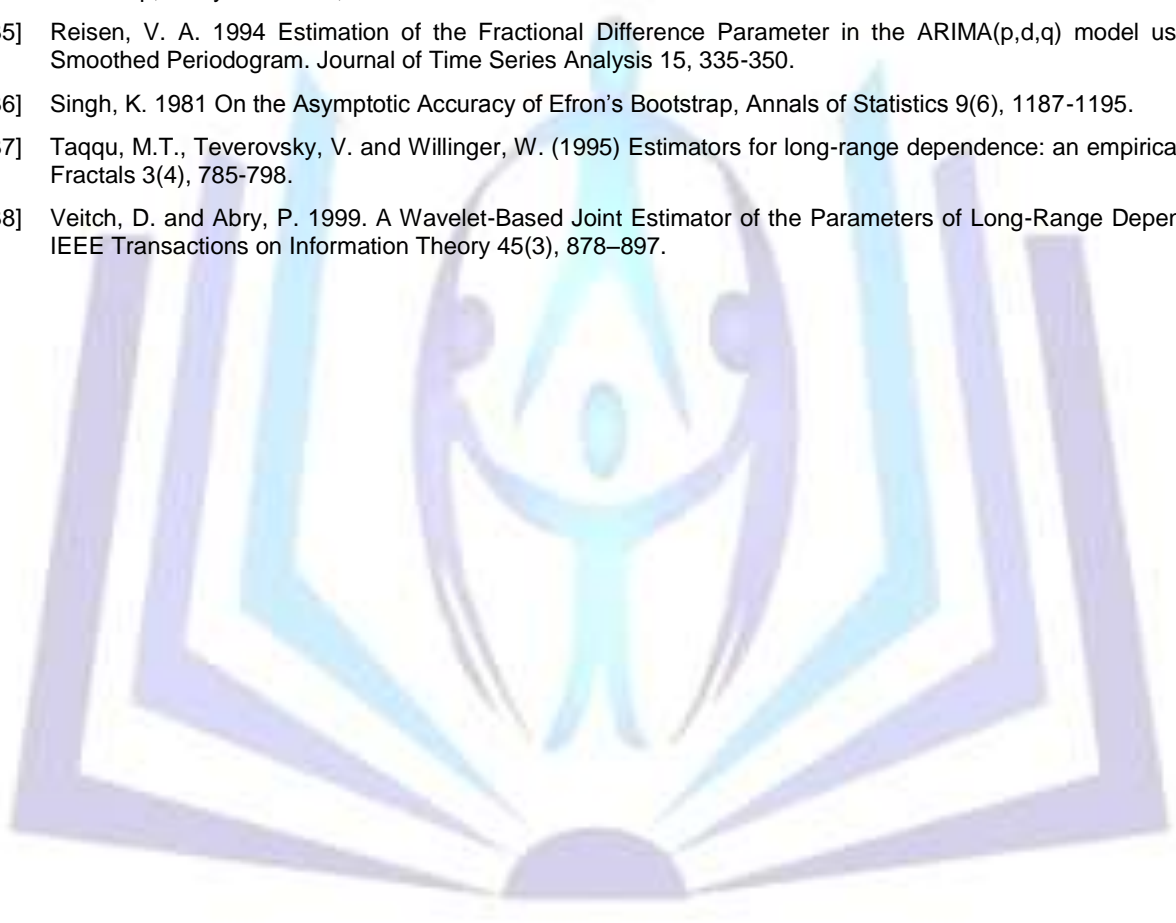 5] Reisen, V. A. 1994 Estimation of the Fractional Difference Parameter in the ARIMA(p,d,q) model us
Smoothed Periodogram. Journal of Time Series Analysis 15, 335-350.
6] Singh, K. 1981 On the Asymptotic Accuracy of Efron's Bootstrap, Annals of Statistics 9(6), 1187-1195.
7] Taqqu, M.T., Teverovsky, V. and Willinger, W. (1995) Estimators for long-range dependence: an empirica
Fractals 3(4), 785-798.
8] Veitch, D. and Abry, P. 1999. A Wavelet-Based Joint Estimator of the Parameters of Long-Range Depen
IEEE Transactions on Information Theory 45(3), 878–897.